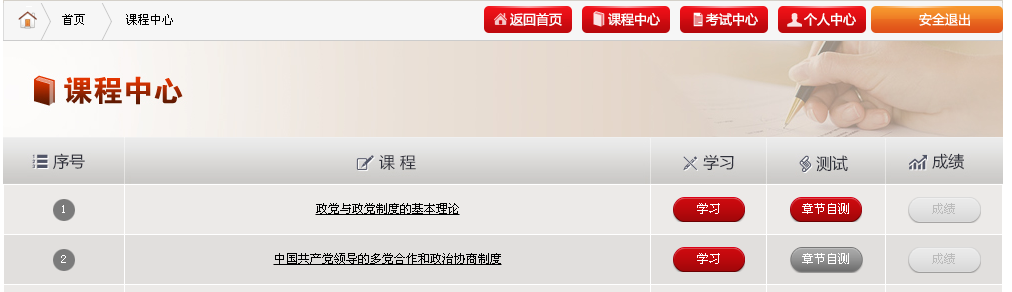 首页 课程中心 返回首页 课程中心 考试中心 个人中心 安全退出
课程中心
序号 课 程 学习 测试 成绩
1 政党与政党制度的基本理论 学习 章节自测 成绩
2 中国共产党领导的多党合作和政治协商制度 学习 章节自测 成绩